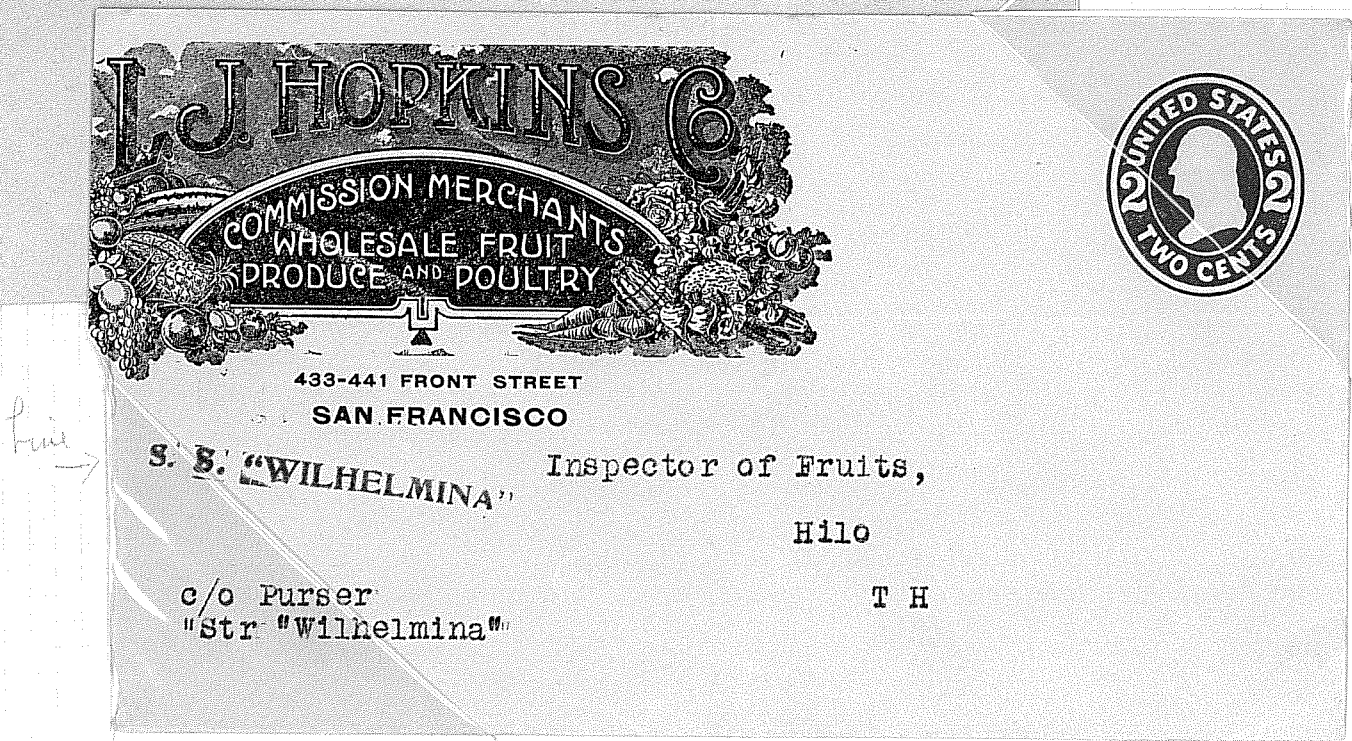 L. J. HOPKINS Co.
COMMISSION MERCHANTS
WHOLESALE FRUIT
PRODUCE AND POULTRY
433-441 FRONT STREET
SAN FRANCISCO
UNITED STATES
2 2
TWO CENTS
S. S. "WILHELMINA"
Inspector of Fruits,
Hilo
T H
c/o Purser
"Str "Wilhelmina"